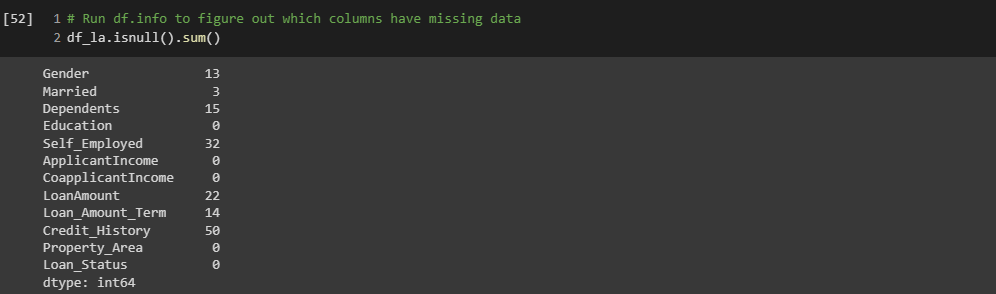 [52] 1 # Run df.info to figure out which columns have missing data
2 df_la.isnull().sum()
Gender 13
Married 3
Dependents 15
Education 0
Self_Employed 32
ApplicantIncome 0
CoapplicantIncome 0
LoanAmount 22
Loan_Amount_Term 14
Credit_History 50
Property_Area 0
Loan_Status 0
dtype: int64